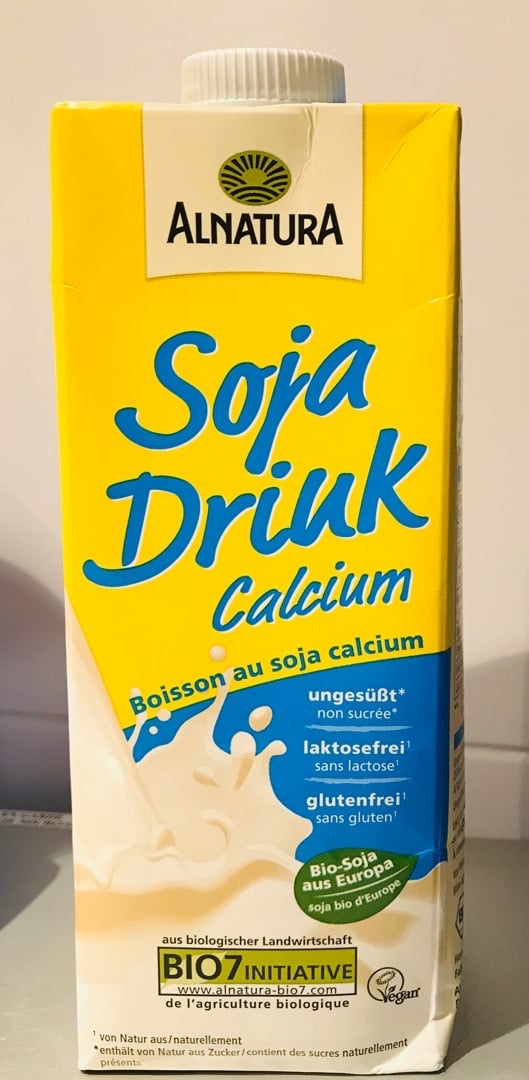 ALNATURA
Soja
Drink
Calcium
Boisson au soja calcium
ungesüßt*
non sucrée*
laktosefrei¹
sans lactose¹
glutenfrei¹
sans gluten¹
Bio-Soja
aus Europa
soja bio d'Europe
aus biologischer Landwirtschaft
BIO7 INITIATIVE
www.alnatura-bio7.com
de l'agriculture biologique
Vegan
¹ von Natur aus/naturellement
*enthält von Natur aus Zucker/contient des sucres naturellement
présents